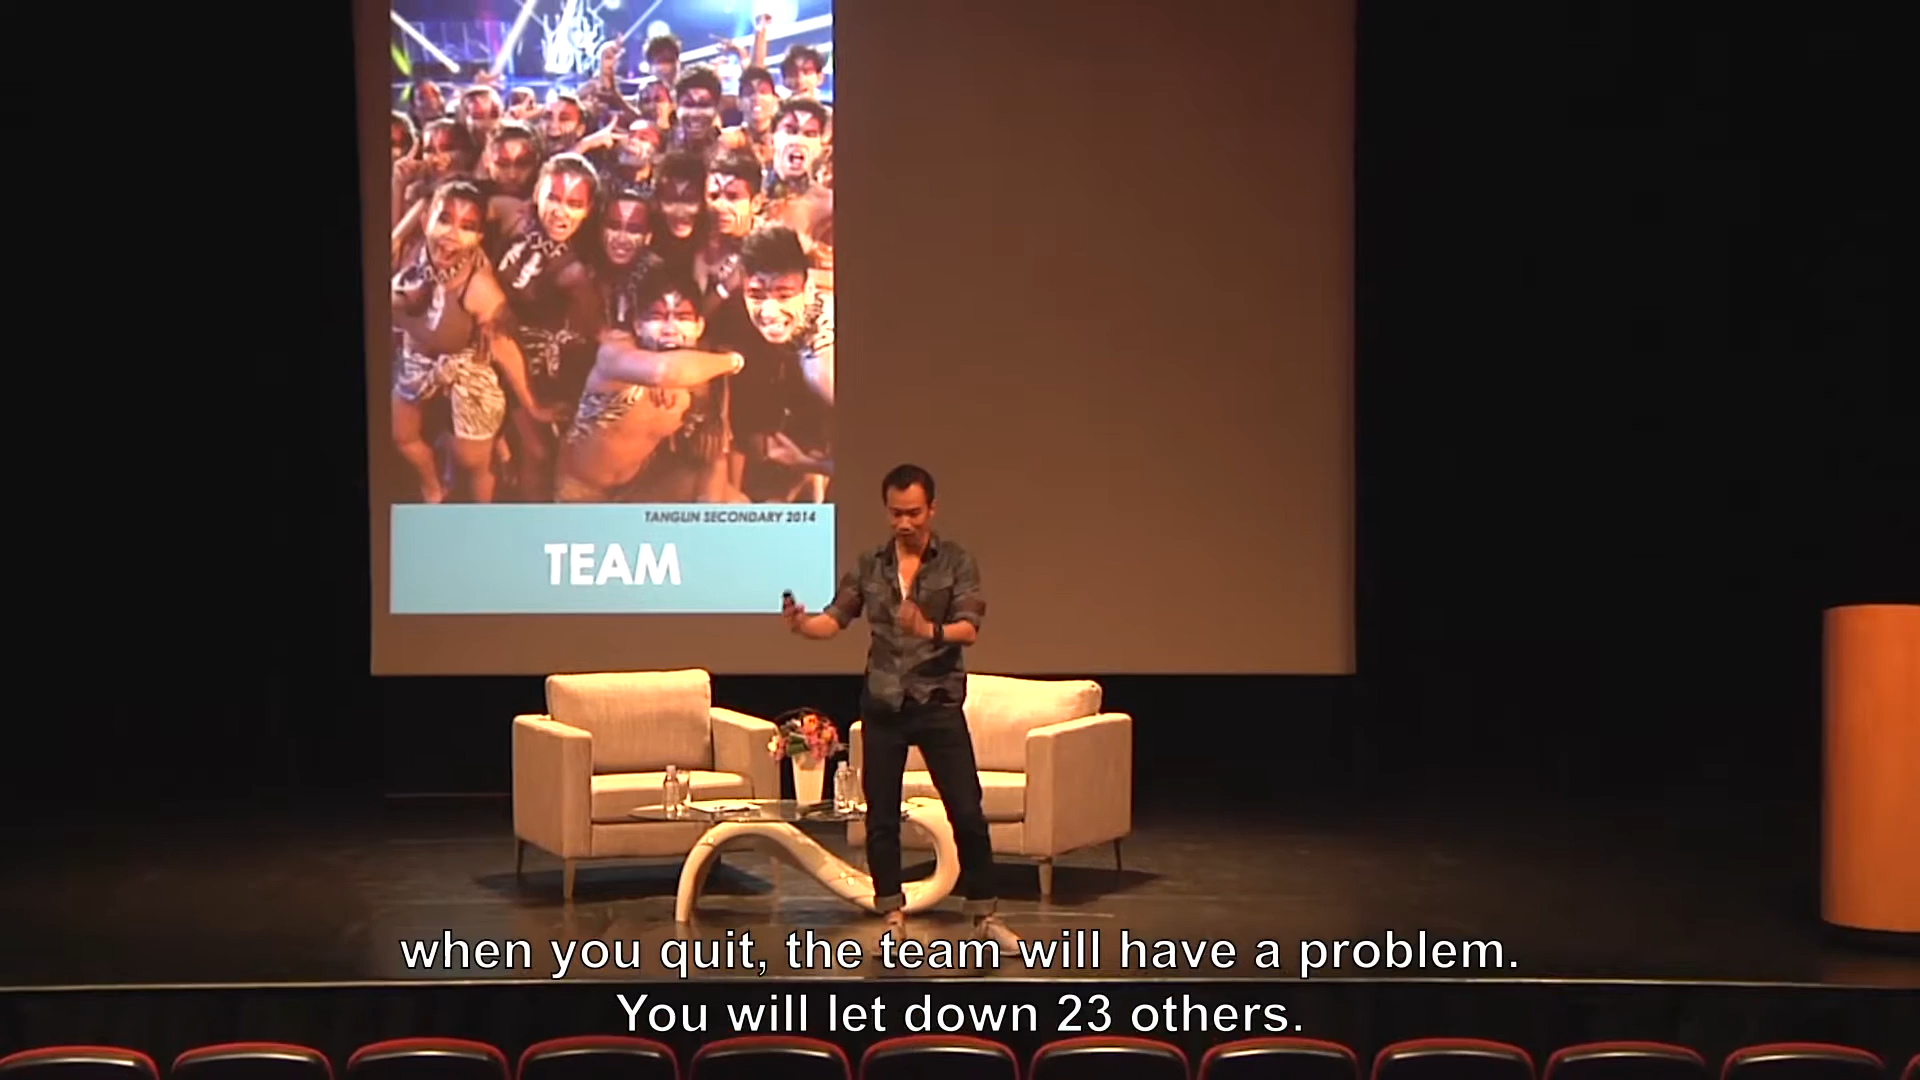 TANGLIN SECONDARY 2014
TEAM
when you quit, the team will have a problem.
You will let down 23 others.